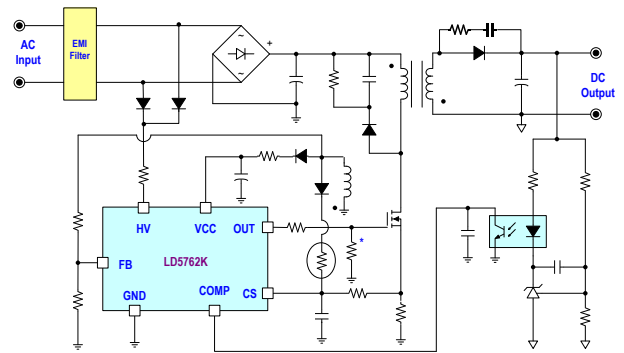 AC
Input
EMI
Filter
~
+
~
DC
Output
HV
VCC
OUT
*
FB
LD5762K
GND
COMP
CS